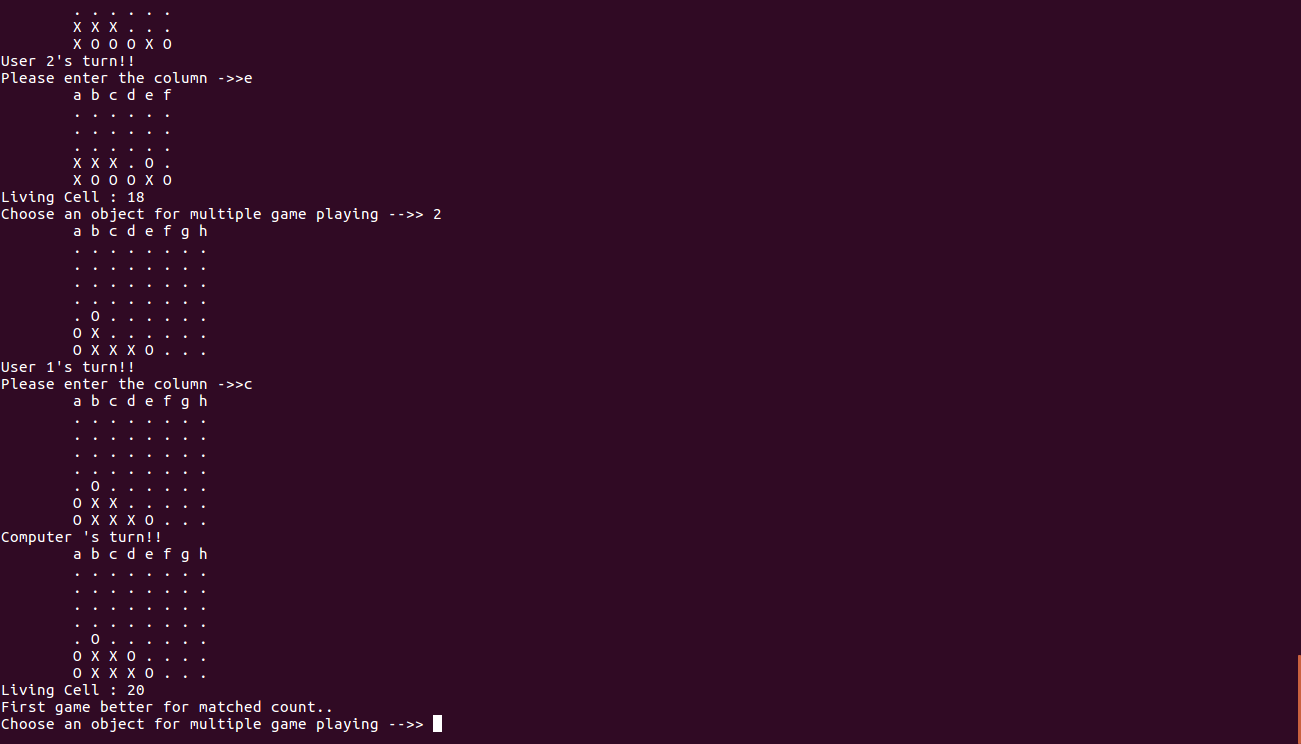 . . . . . .
X X X . . .
X O O O X O
User 2's turn!!
Please enter the column ->>e
a b c d e f
. . . . . .
. . . . . .
. . . . . .
X X X . O .
X O O O X O
Living Cell : 18
Choose an object for multiple game playing -->> 2
a b c d e f g h
. . . . . . . .
. . . . . . . .
. . . . . . . .
. . . . . . . .
. O . . . . . .
O X . . . . . .
O X X X O . . .
User 1's turn!!
Please enter the column ->>c
a b c d e f g h
. . . . . . . .
. . . . . . . .
. . . . . . . .
. . . . . . . .
. O . . . . . .
O X X . . . . .
O X X X O . . .
Computer 's turn!!
a b c d e f g h
. . . . . . . .
. . . . . . . .
. . . . . . . .
. . . . . . . .
. O . . . . . .
O X X O . . . .
O X X X O . . .
Living Cell : 20
First game better for matched count..
Choose an object for multiple game playing -->>